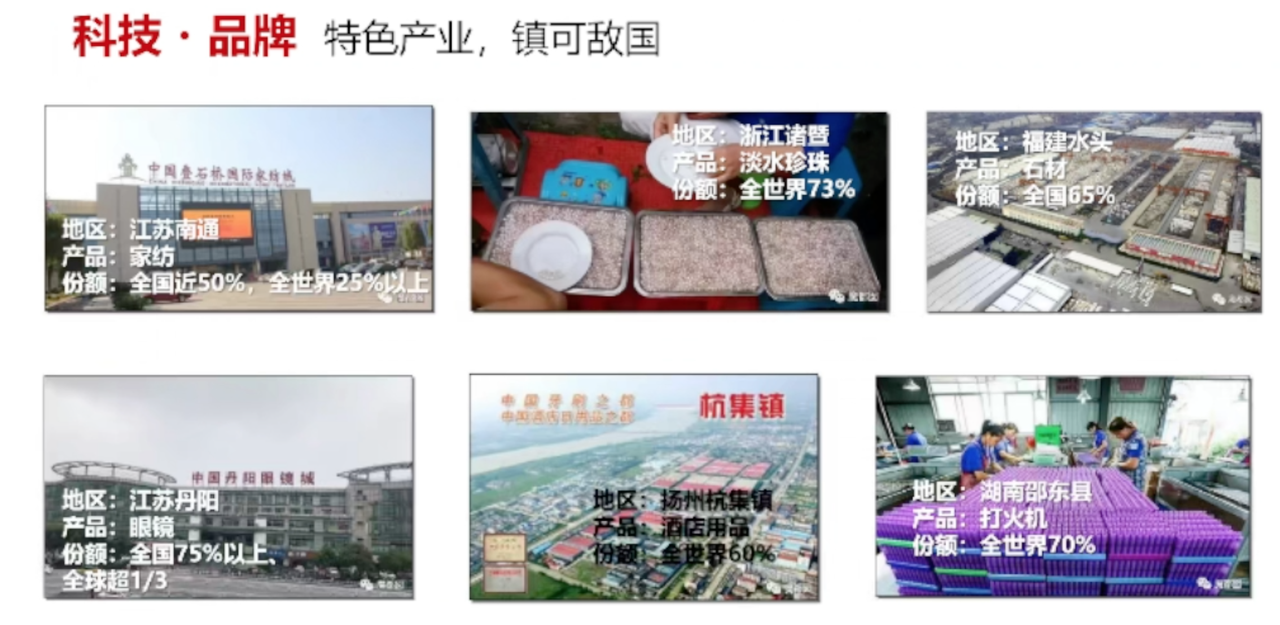 科技·品牌 特色产业，镇可敌国
中国叠石桥国际家纺城
地区：江苏南通
产品：家纺
份额：全国近50%，全世界25%以上
地区：浙江诸暨
产品：淡水珍珠
份额：全世界73%
地区：福建水头
产品：石材
份额：全国65%
中国丹阳眼镜城
地区：江苏丹阳
产品：眼镜
份额：全国75%以上、
全球超1/3
中国牙刷之都
中国酒店日用品之都
杭集镇
地区：扬州杭集镇
产品：酒店用品
份额：全世界60%
地区：湖南邵东县
产品：打火机
份额：全世界70%